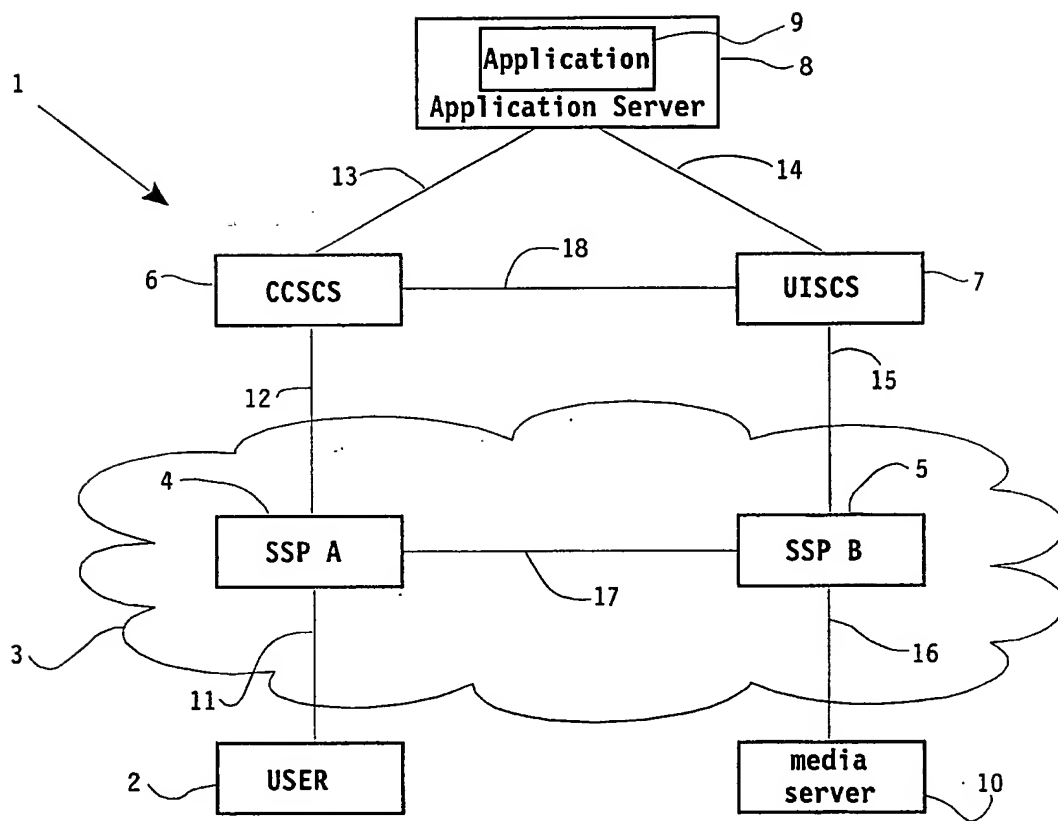 9
Application
8
Application Server
1
13
14
6
CCSCS
18
UISCS
7
12
15
4
5
SSP A
SSP B
17
3
11
16
2
USER
media
server
10